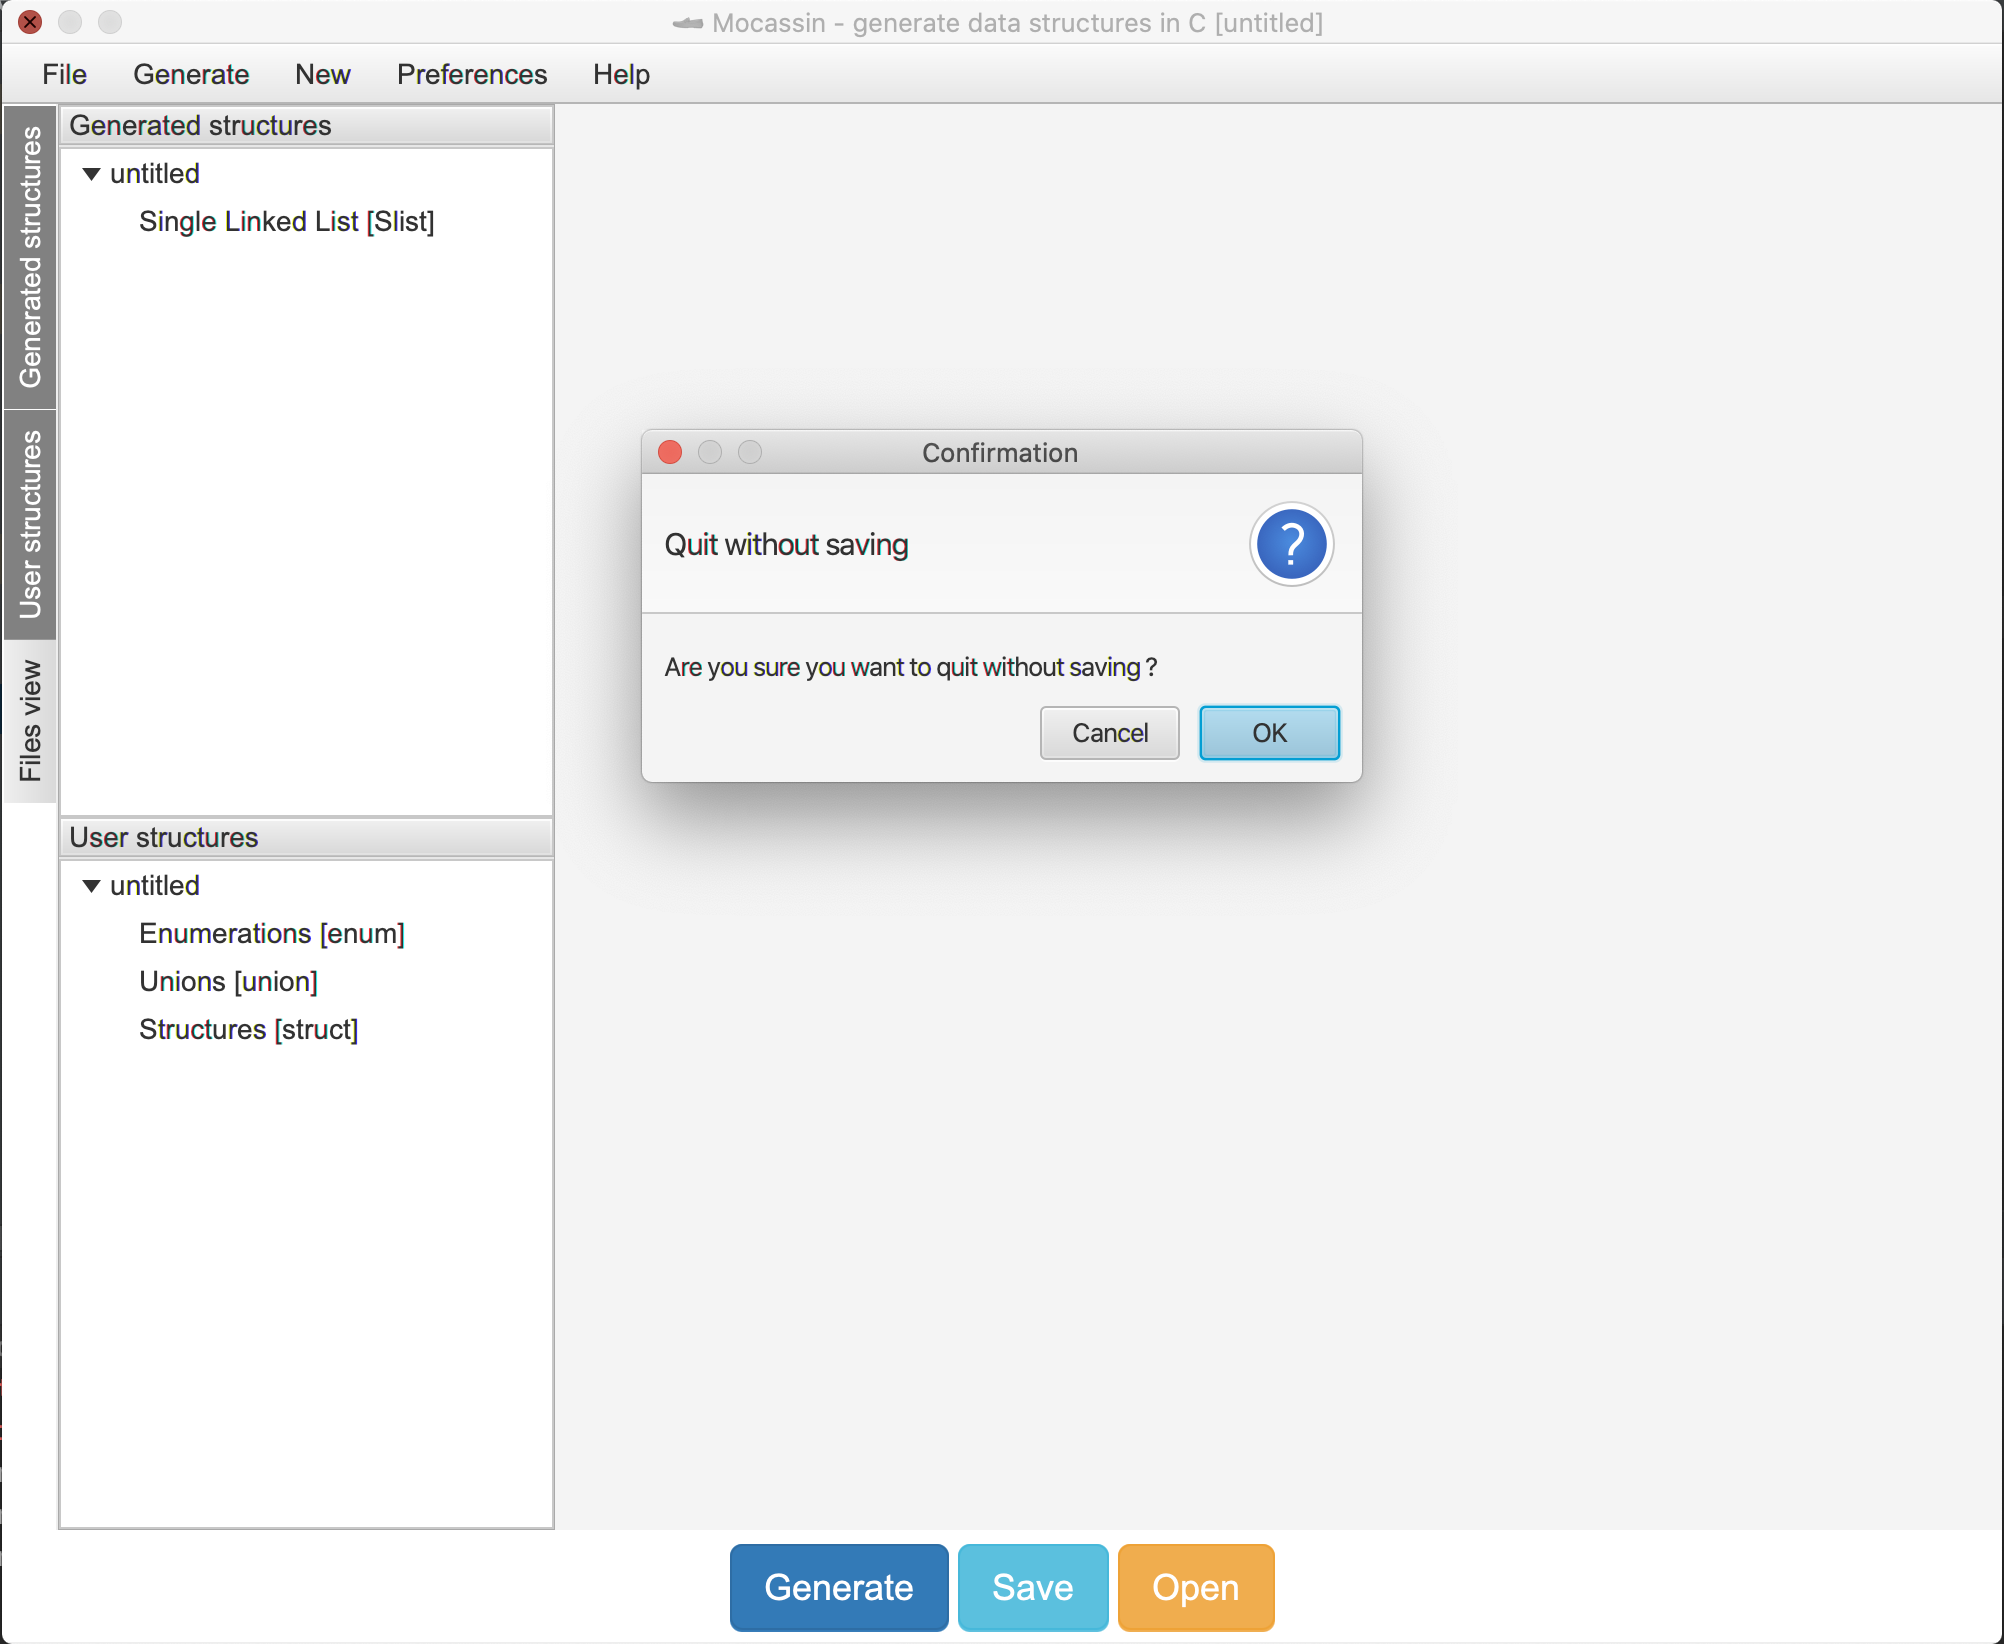 Mocassin - generate data structures in C [untitled]
File Generate New Preferences Help
Generated structures
User structures
Files view
Generated structures
untitled
Single Linked List [Slist]
User structures
untitled
Enumerations [enum]
Unions [union]
Structures [struct]
Confirmation
Quit without saving
?
Are you sure you want to quit without saving ?
Cancel OK
Generate Save Open